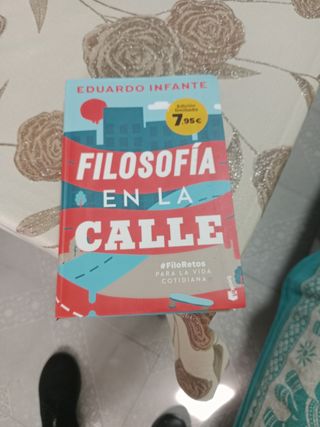 EDUARDO INFANTE
Edición
limitada
7,95€
FILOSOFÍA
EN LA
CALLE
#FiloRetos
PARA LA VIDA
COTIDIANA